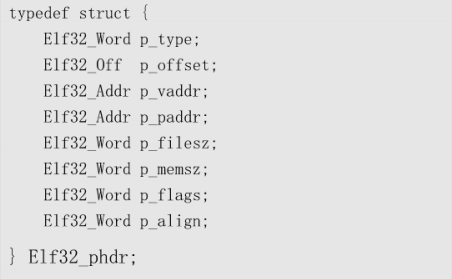 typedef struct {
    Elf32_Word p_type;
    Elf32_Off  p_offset;
    Elf32_Addr p_vaddr;
    Elf32_Addr p_paddr;
    Elf32_Word p_filesz;
    Elf32_Word p_memsz;
    Elf32_Word p_flags;
    Elf32_Word p_align;
} Elf32_phdr;